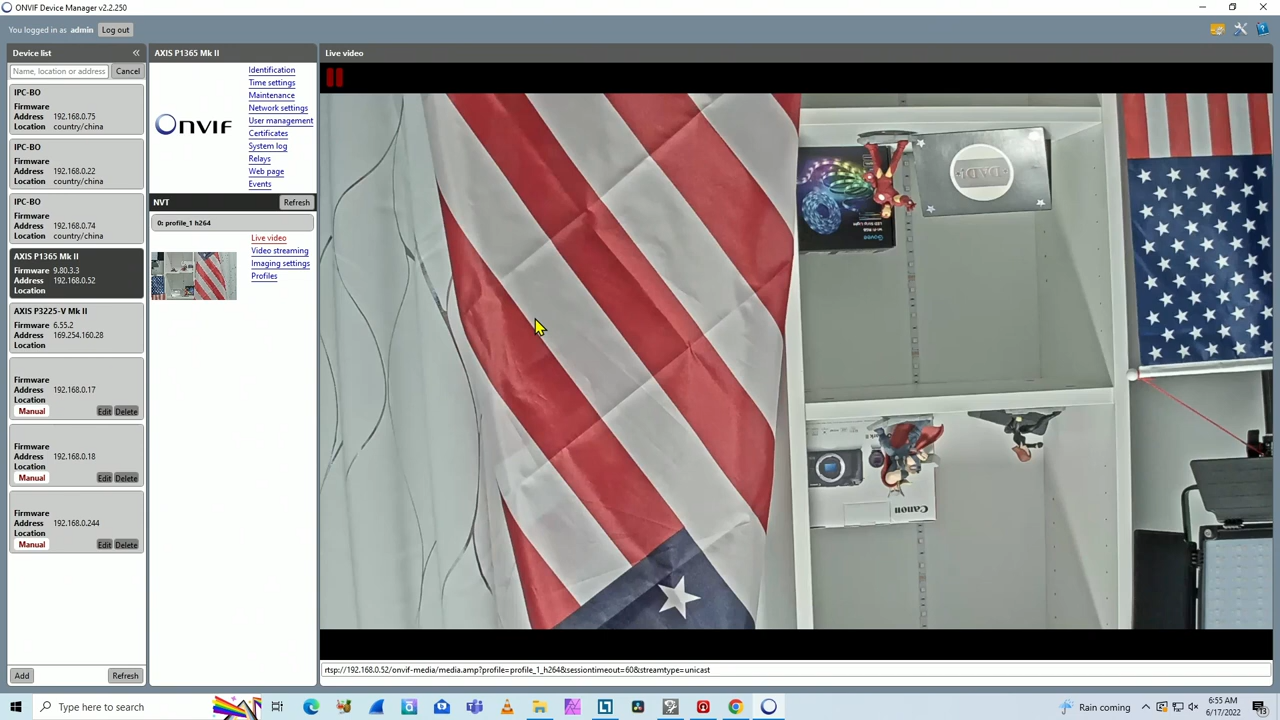 ONVIF Device Manager v2.2.250
You logged in as admin Log out
Device list
Name, location or address Cancel
IPC-BO
Firmware
Address 192.168.0.75
Location country/china
IPC-BO
Firmware
Address 192.168.0.22
Location country/china
IPC-BO
Firmware
Address 192.168.0.74
Location country/china
AXIS P1365 Mk II
Firmware 9.80.3.3
Address 192.168.0.52
Location
AXIS P3225-V Mk II
Firmware 6.55.2
Address 169.254.160.28
Location
Firmware
Address 192.168.0.17
Location
Manual Edit Delete
Firmware
Address 192.168.0.18
Location
Manual Edit Delete
Firmware
Address 192.168.0.244
Location
Manual Edit Delete
Add Refresh
AXIS P1365 Mk II
ONVIF
Identification
Time settings
Maintenance
Network settings
User management
Certificates
System log
Relays
Web page
Events
NVT Refresh
0: profile_1 h264
Live video
Video streaming
Imaging settings
Profiles
Live video
DAD
Govee
Canon
rtsp://192.168.0.52/onvif-media/media.amp?profile=profile_1_h264&sessiontimeout=60&streamtype=unicast
Type here to search
Rain coming
6:55 AM
6/17/2022
13